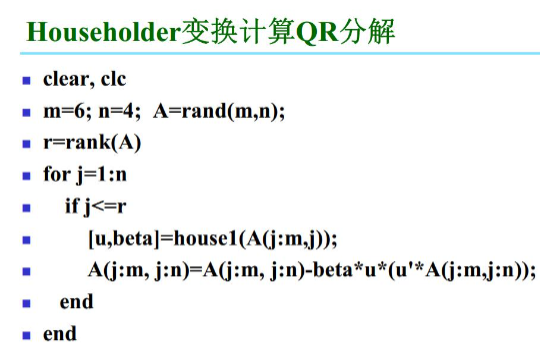 Householder变换计算QR分解
clear, clc
m=6; n=4; A=rand(m,n);
r=rank(A)
for j=1:n
if j<=r
[u,beta]=house1(A(j:m,j));
A(j:m, j:n)=A(j:m, j:n)-beta*u*(u'*A(j:m,j:n));
end
end